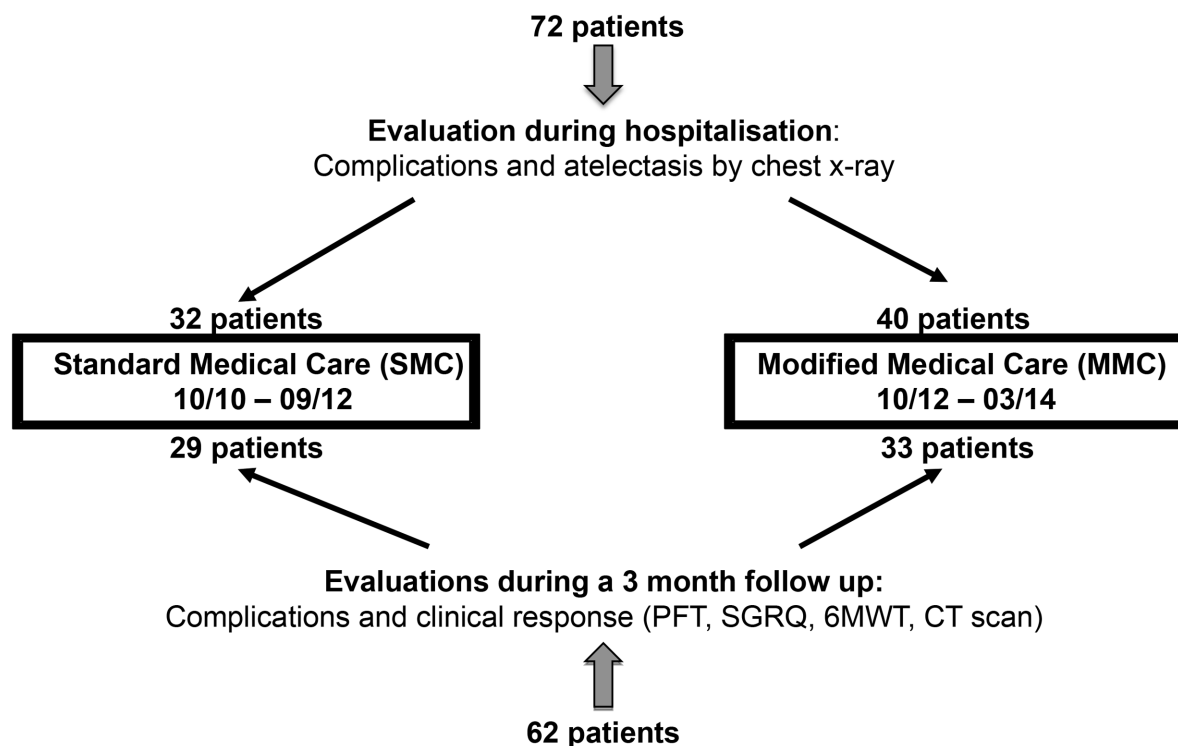 72 patients
Evaluation during hospitalisation:
Complications and atelectasis by chest x-ray
32 patients
Standard Medical Care (SMC)
10/10 – 09/12
29 patients
40 patients
Modified Medical Care (MMC)
10/12 – 03/14
33 patients
Evaluations during a 3 month follow up:
Complications and clinical response (PFT, SGRQ, 6MWT, CT scan)
62 patients